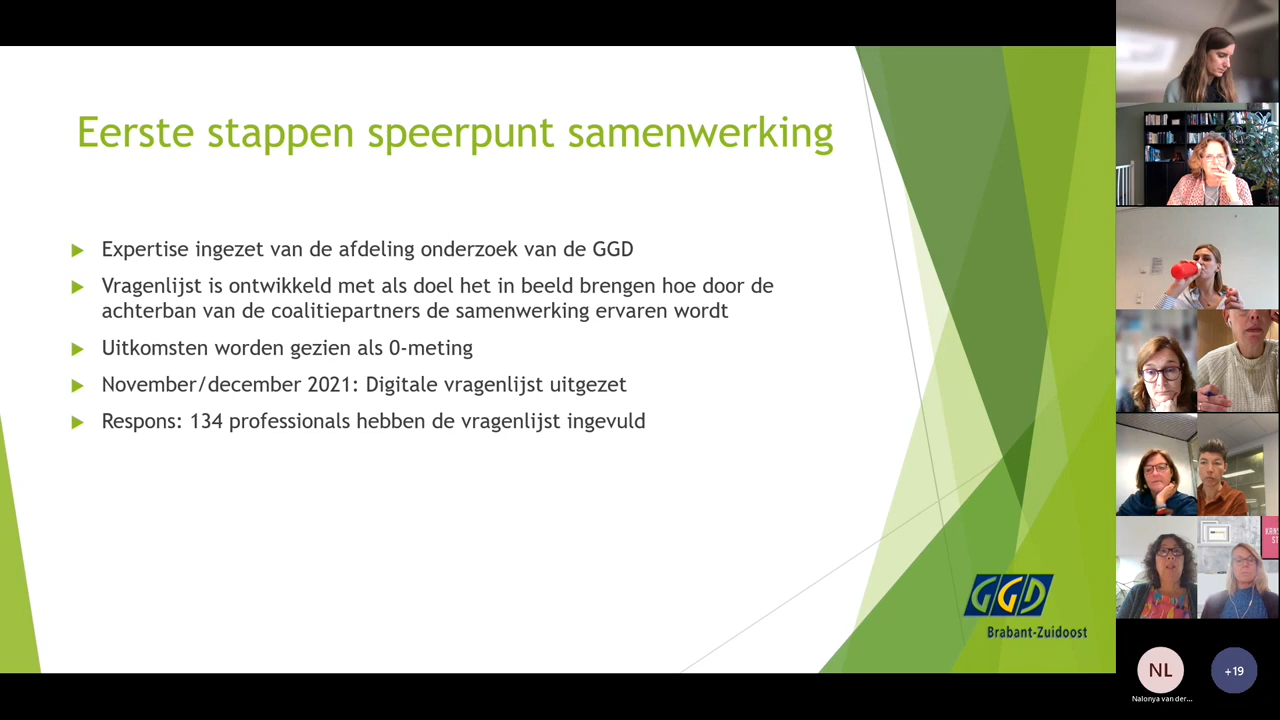 Eerste stappen speerpunt samenwerking
Expertise ingezet van de afdeling onderzoek van de GGD
Vragenlijst is ontwikkeld met als doel het in beeld brengen hoe door de
achterban van de coalitiepartners de samenwerking ervaren wordt
Uitkomsten worden gezien als 0-meting
November/december 2021: Digitale vragenlijst uitgezet
Respons: 134 professionals hebben de vragenlijst ingevuld
GGD
Brabant-Zuidoost
NL
Nalonya van der...
+19